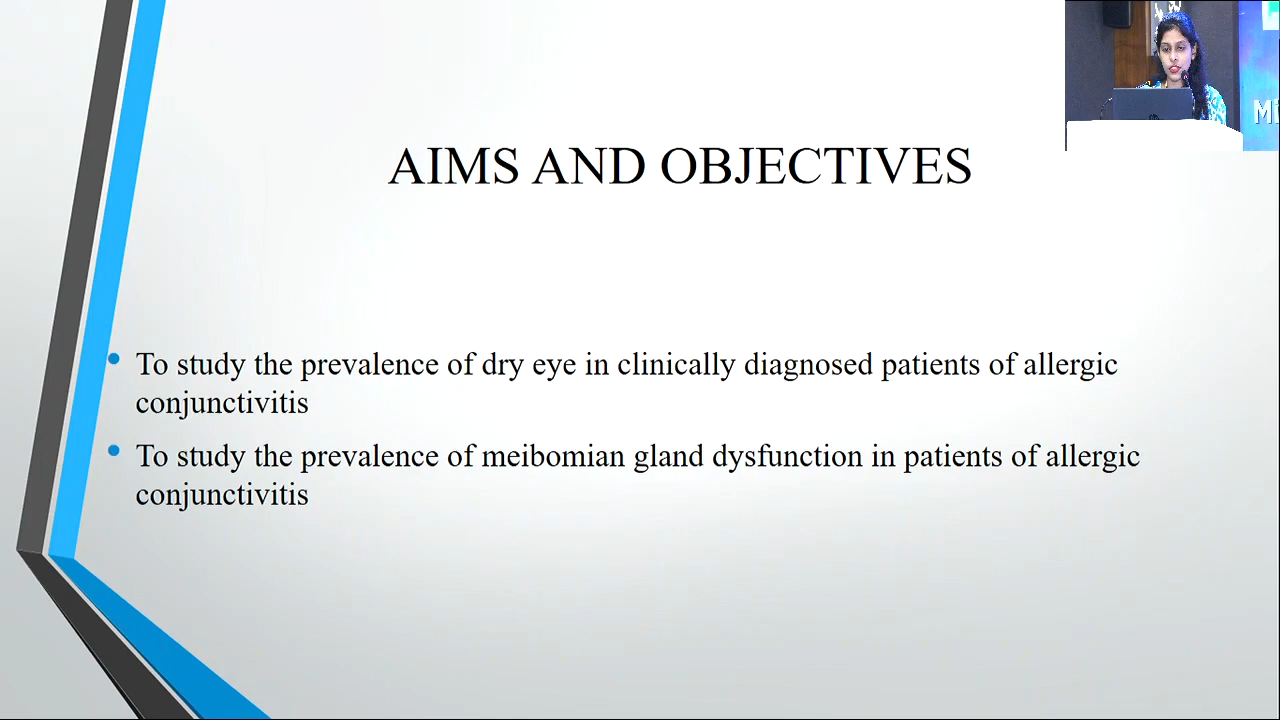 AIMS AND OBJECTIVES
• To study the prevalence of dry eye in clinically diagnosed patients of allergic
conjunctivitis
• To study the prevalence of meibomian gland dysfunction in patients of allergic
conjunctivitis